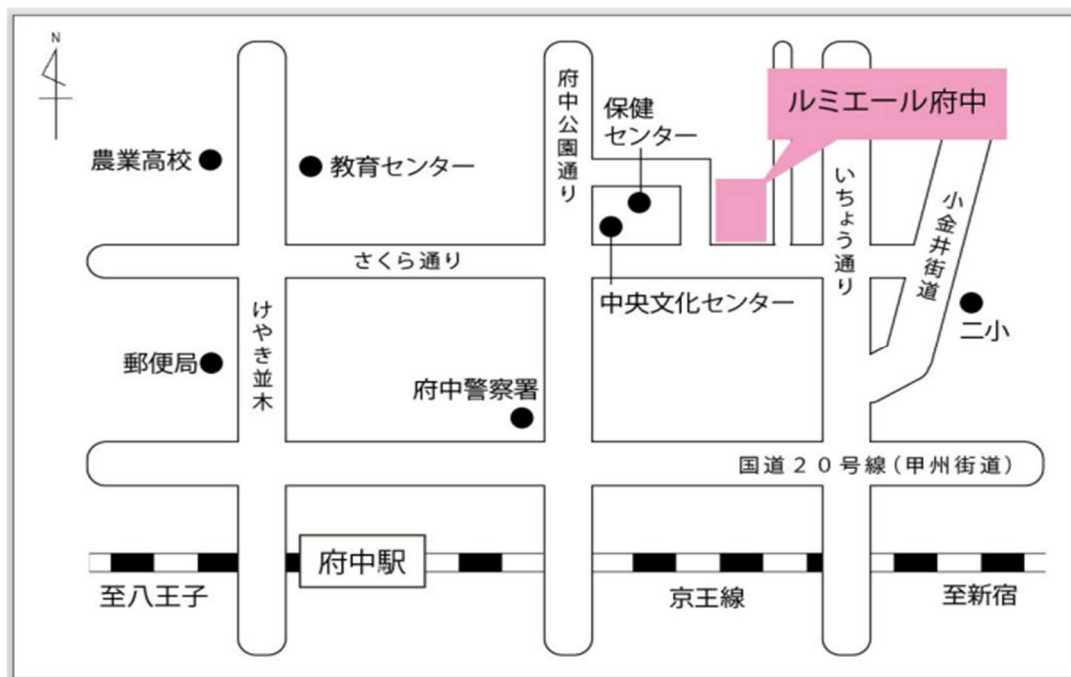 N
ルミエール府中
保健
センター
府中公園通り
農業高校
教育センター
いちょう通り
小金井街道
さくら通り
中央文化センター
けやき並木
二小
郵便局
府中警察署
国道20号線(甲州街道)
府中駅
至八王子
京王線
至新宿